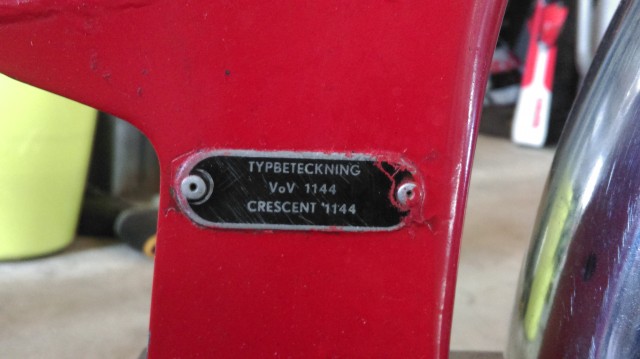 TYPBETECKNING
VoV 1144
CRESCENT 1144